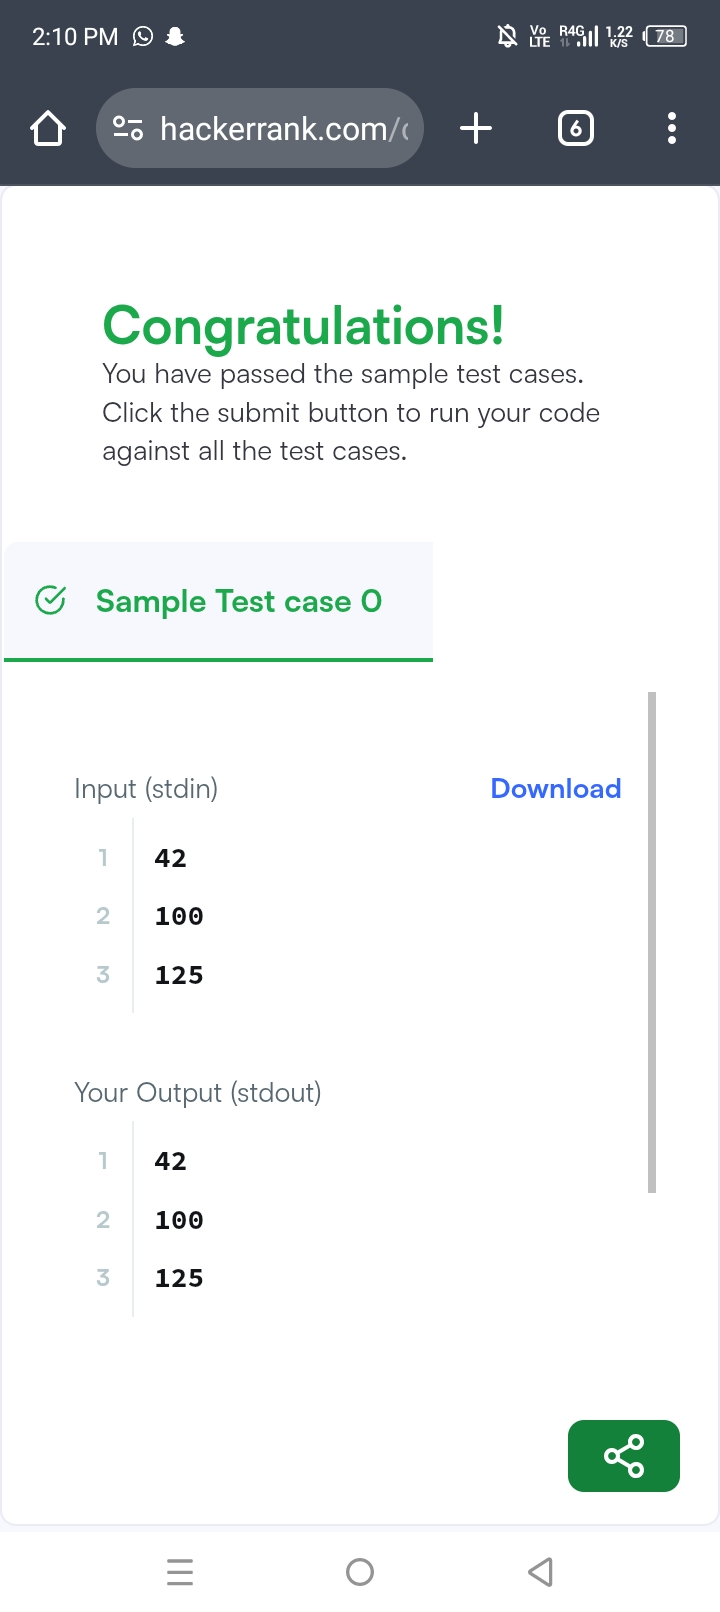 2:10 PM
Vo LTE R4G 1.22 K/S 78
hackerrank.com/
6
Congratulations!
You have passed the sample test cases.
Click the submit button to run your code
against all the test cases.
Sample Test case 0
Input (stdin) Download
1 42
2 100
3 125
Your Output (stdout)
1 42
2 100
3 125